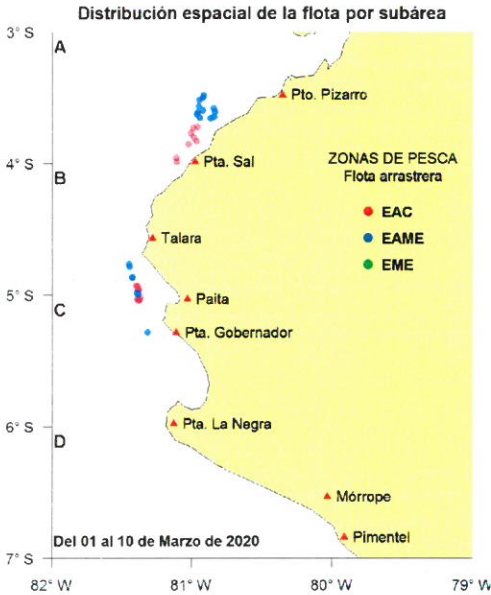 Distribución espacial de la flota por subárea
3° S
A
Pto. Pizarro
4° S
Pta. Sal
B
ZONAS DE PESCA
Flota arrastrera
EAC
EAME
EME
Talara
5° S
Paita
C
Pta. Gobernador
6° S
Pta. La Negra
D
Mórrope
Pimentel
Del 01 al 10 de Marzo de 2020
7° S
82° W
81° W
80° W
79° W